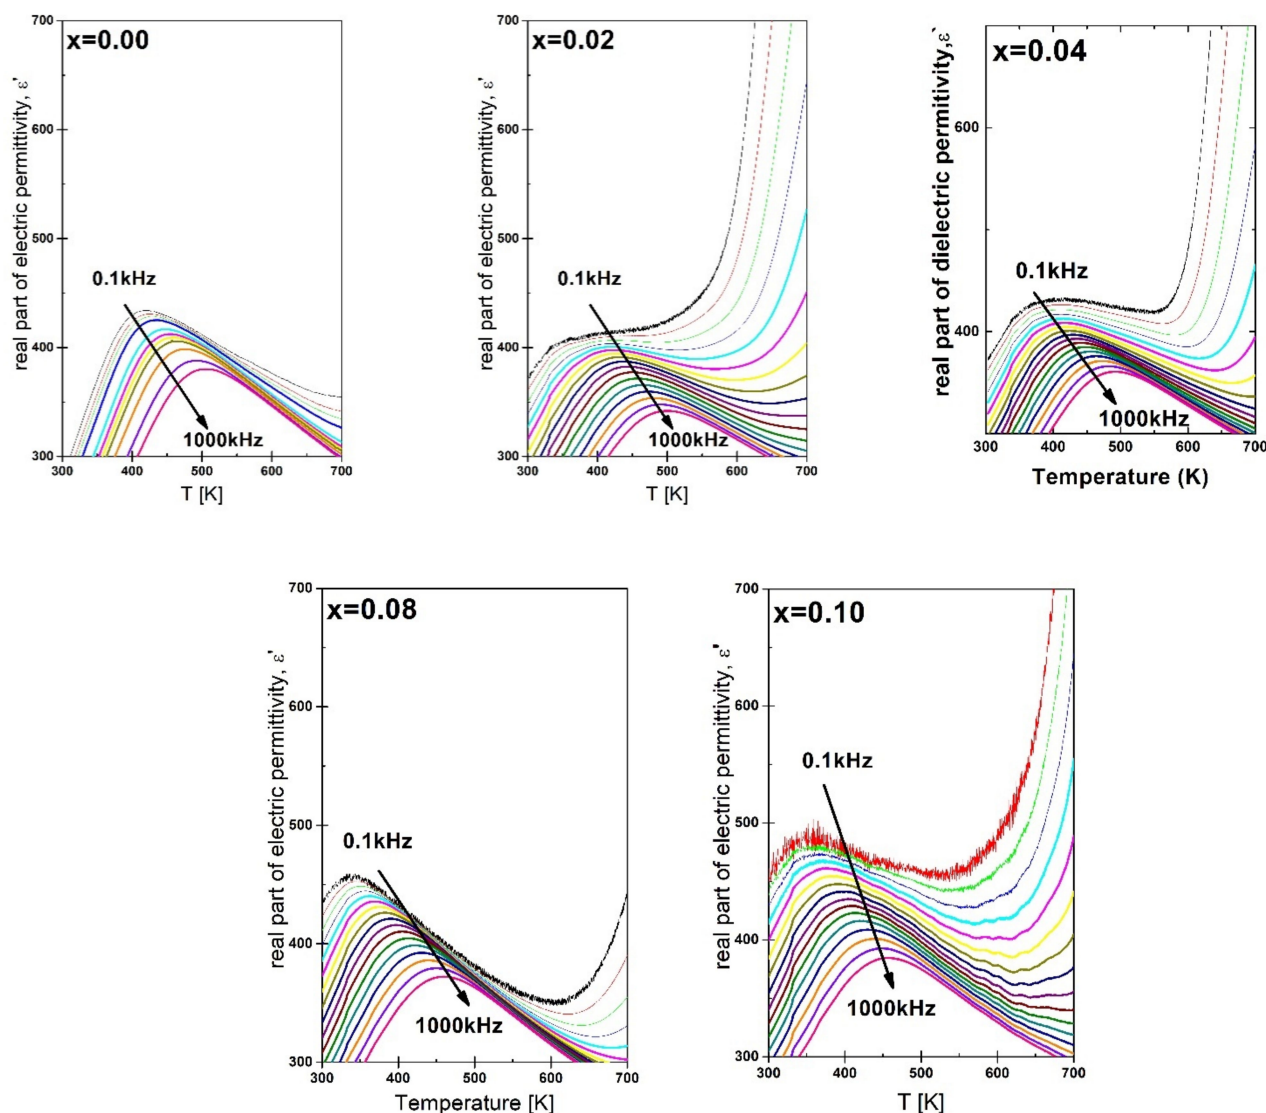 x=0.00
real part of electric permittivity, ε'
700
600
500
400
300
0.1kHz
1000kHz
300 400 500 600 700
T [K]
x=0.02
real part of electric permittivity, ε'
700
600
500
400
300
0.1kHz
1000kHz
300 400 500 600 700
T [K]
x=0.04
real part of dielectric permitivity,ε`
600
400
0.1kHz
1000kHz
300 400 500 600 700
Temperature (K)
x=0.08
real part of electric permittivity, ε'
700
600
500
400
300
0.1kHz
1000kHz
300 400 500 600 700
Temperature [K]
x=0.10
real part of electric permittivity, ε'
700
600
500
400
300
0.1kHz
1000kHz
300 400 500 600 700
T [K]